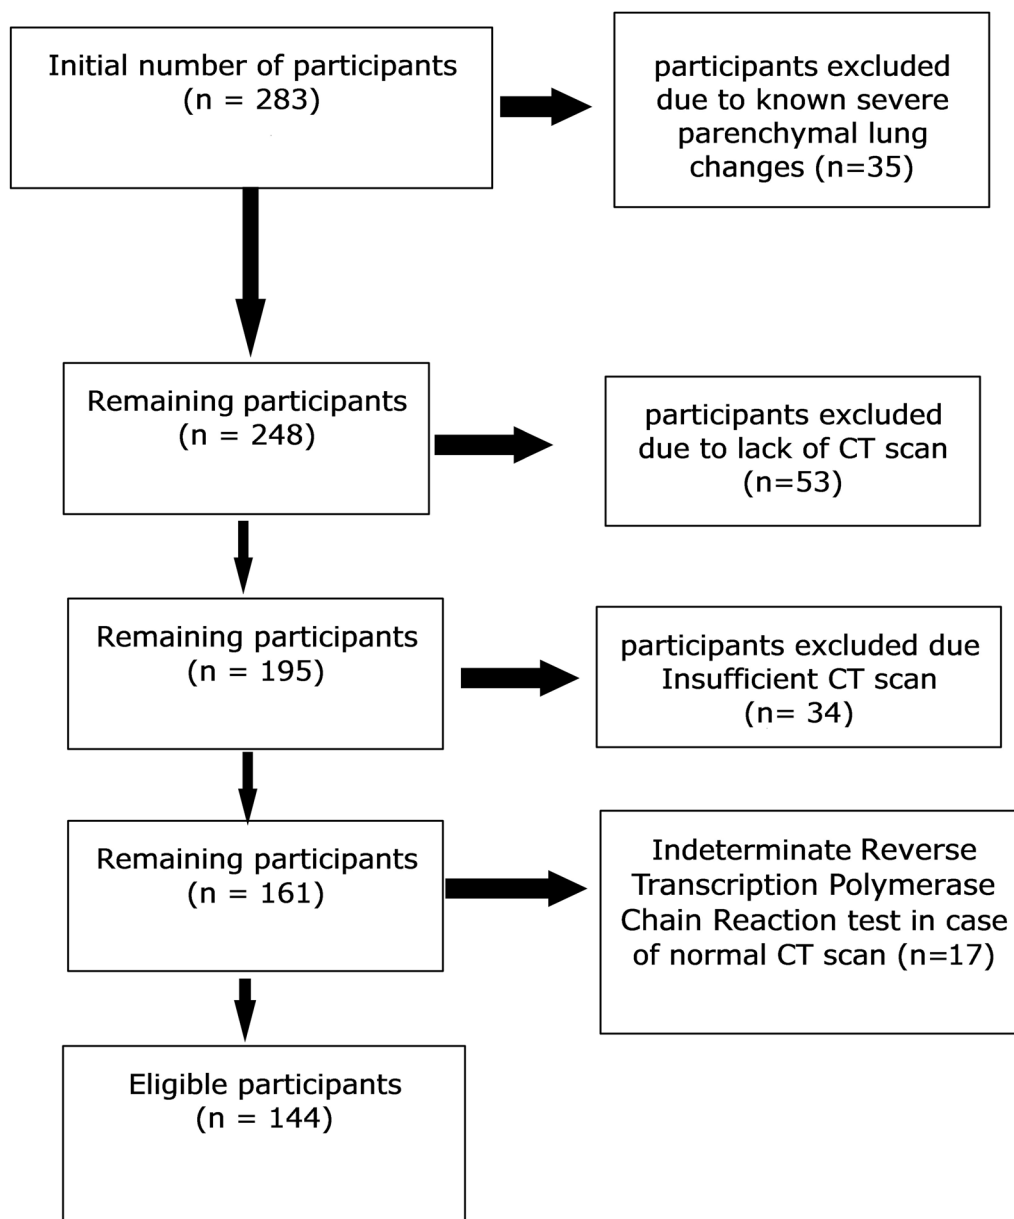 Initial number of participants
(n = 283)
participants excluded
due to known severe
parenchymal lung
changes (n=35)
Remaining participants
(n = 248)
participants excluded
due to lack of CT scan
(n=53)
Remaining participants
(n = 195)
participants excluded due
Insufficient CT scan
(n= 34)
Remaining participants
(n = 161)
Indeterminate Reverse
Transcription Polymerase
Chain Reaction test in case
of normal CT scan (n=17)
Eligible participants
(n = 144)